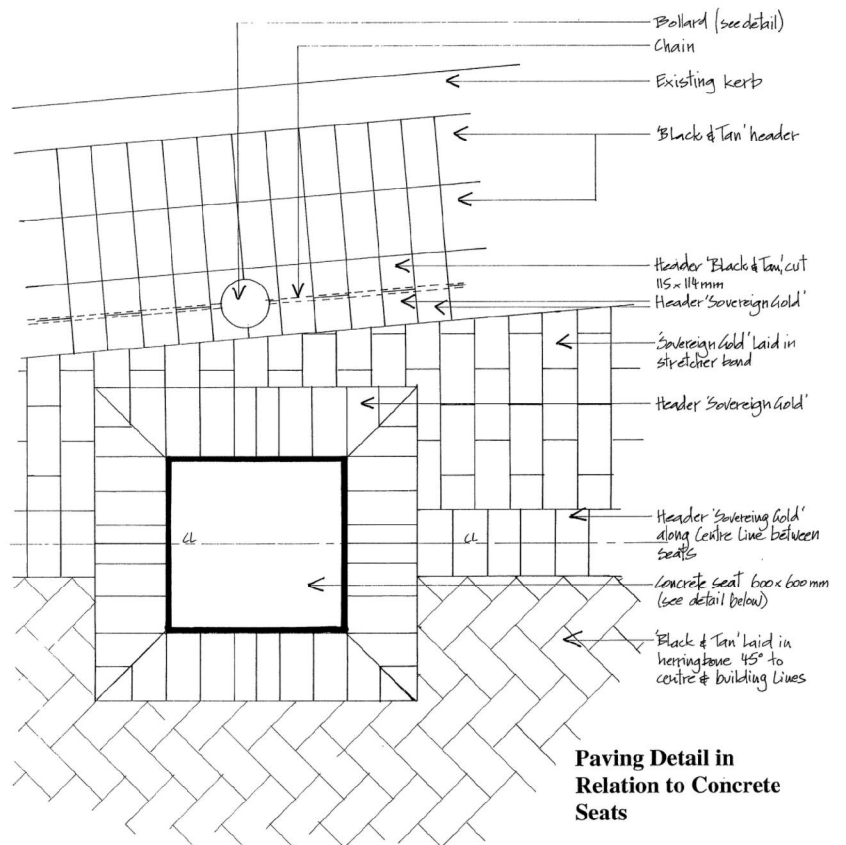 Bollard (see detail)
Chain
Existing kerb
'Black & Tan' header
Header 'Black & Tan', cut
115 x 114mm
Header 'Sovereign Gold'
'Sovereign Gold' Laid in
stretcher bond
Header 'Sovereign Gold'
Header 'Sovereing Gold'
along Centre Line between
seats
CL
CL
Concrete seat 600 x 600 mm
(see detail below)
'Black & Tan' Laid in
herringbone 45° to
centre & building Lines
Paving Detail in
Relation to Concrete
Seats